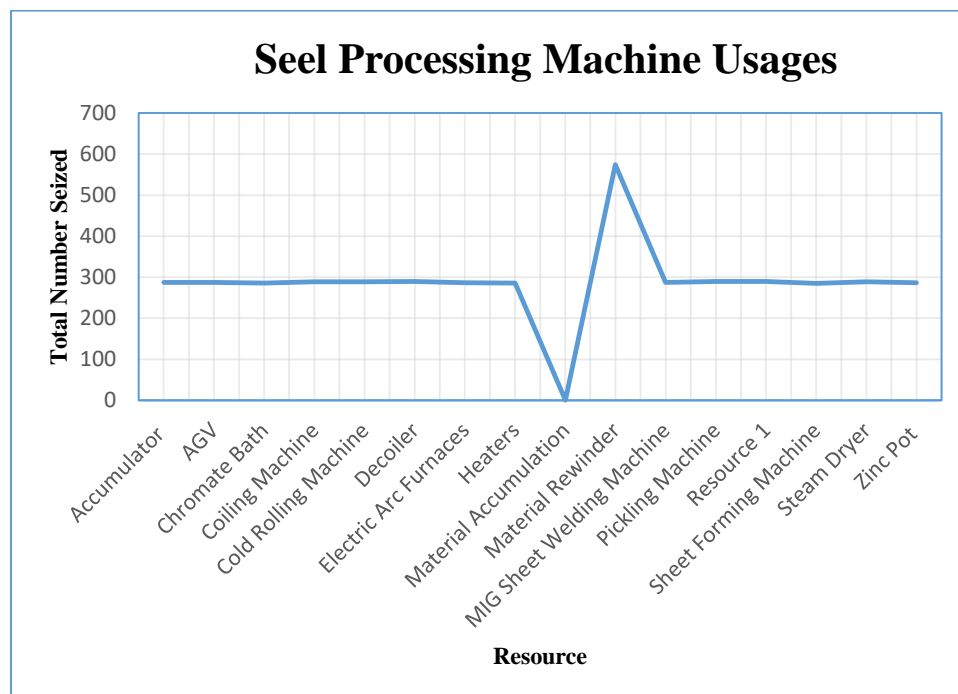 Seel Processing Machine Usages
Total Number Seized
700
600
500
400
300
200
100
0
Accumulator
AGV
Chromate Bath
Coiling Machine
Cold Rolling Machine
Decoiler
Electric Arc Furnaces
Heaters
Material Accumulation
Material Rewinder
MIG Sheet Welding Machine
Pickling Machine
Resource 1
Sheet Forming Machine
Steam Dryer
Zinc Pot
Resource